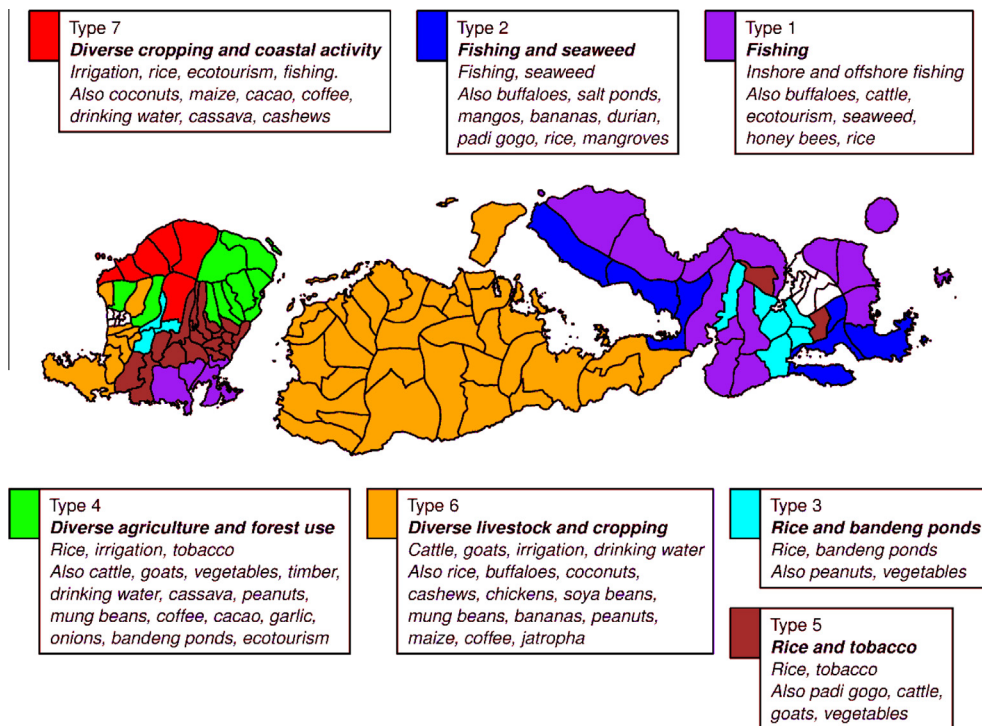 Type 7
Diverse cropping and coastal activity
Irrigation, rice, ecotourism, fishing.
Also coconuts, maize, cacao, coffee,
drinking water, cassava, cashews
Type 2
Fishing and seaweed
Fishing, seaweed
Also buffaloes, salt ponds,
mangos, bananas, durian,
padi gogo, rice, mangroves
Type 1
Fishing
Inshore and offshore fishing
Also buffaloes, cattle,
ecotourism, seaweed,
honey bees, rice
Type 4
Diverse agriculture and forest use
Rice, irrigation, tobacco
Also cattle, goats, vegetables, timber,
drinking water, cassava, peanuts,
mung beans, coffee, cacao, garlic,
onions, bandeng ponds, ecotourism
Type 6
Diverse livestock and cropping
Cattle, goats, irrigation, drinking water
Also rice, buffaloes, coconuts,
cashews, chickens, soya beans,
mung beans, bananas, peanuts,
maize, coffee, jatropha
Type 3
Rice and bandeng ponds
Rice, bandeng ponds
Also peanuts, vegetables
Type 5
Rice and tobacco
Rice, tobacco
Also padi gogo, cattle,
goats, vegetables